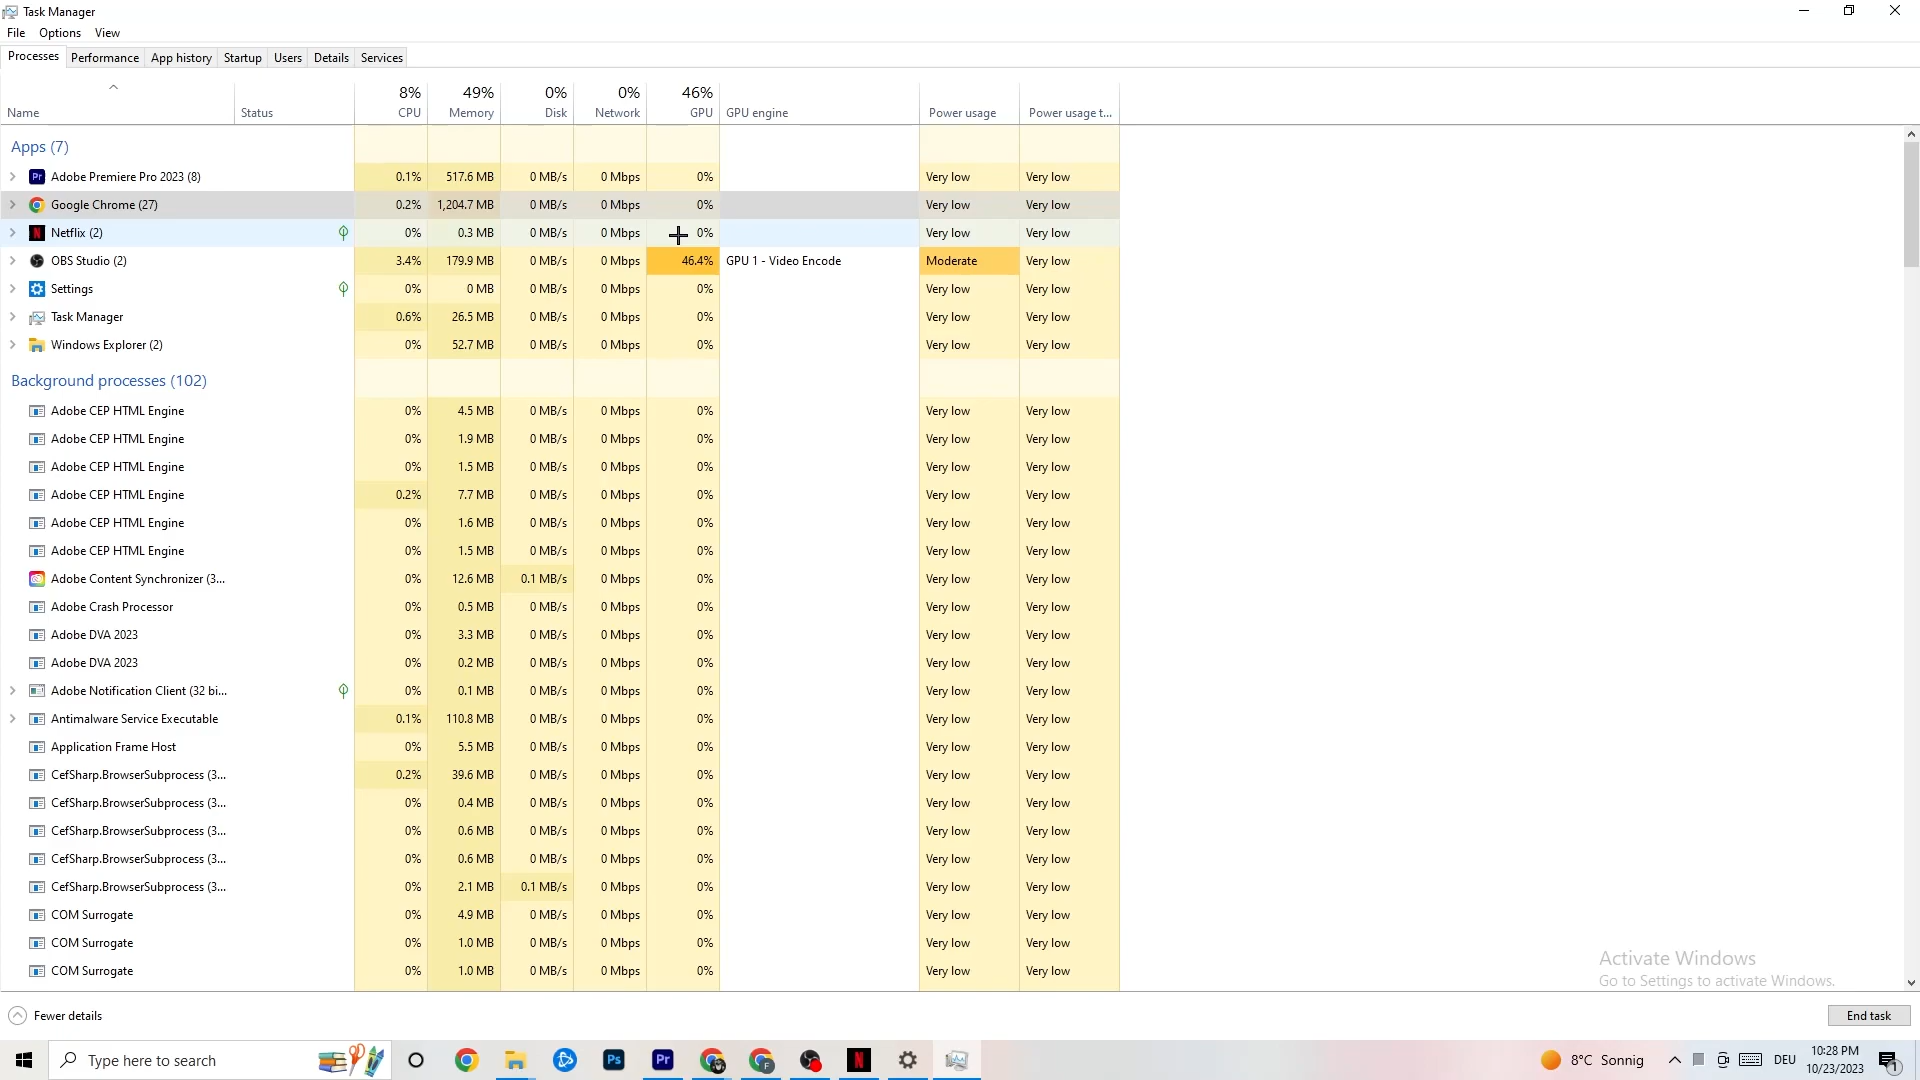 Task Manager
File Options View
Processes Performance App history Startup Users Details Services
8% 49% 0% 0% 46%
Name Status CPU Memory Disk Network GPU GPU engine Power usage Power usage t...
Apps (7)
Adobe Premiere Pro 2023 (8) 0.1% 517.6 MB 0 MB/s 0 Mbps 0% Very low Very low
Google Chrome (27) 0.2% 1,204.7 MB 0 MB/s 0 Mbps 0% Very low Very low
Netflix (2) 0% 0.3 MB 0 MB/s 0 Mbps 0% Very low Very low
OBS Studio (2) 3.4% 179.9 MB 0 MB/s 0 Mbps 46.4% GPU 1 - Video Encode Moderate Very low
Settings 0% 0 MB 0 MB/s 0 Mbps 0% Very low Very low
Task Manager 0.6% 26.5 MB 0 MB/s 0 Mbps 0% Very low Very low
Windows Explorer (2) 0% 52.7 MB 0 MB/s 0 Mbps 0% Very low Very low
Background processes (102)
Adobe CEP HTML Engine 0% 4.5 MB 0 MB/s 0 Mbps 0% Very low Very low
Adobe CEP HTML Engine 0% 1.9 MB 0 MB/s 0 Mbps 0% Very low Very low
Adobe CEP HTML Engine 0% 1.5 MB 0 MB/s 0 Mbps 0% Very low Very low
Adobe CEP HTML Engine 0.2% 7.7 MB 0 MB/s 0 Mbps 0% Very low Very low
Adobe CEP HTML Engine 0% 1.6 MB 0 MB/s 0 Mbps 0% Very low Very low
Adobe CEP HTML Engine 0% 1.5 MB 0 MB/s 0 Mbps 0% Very low Very low
Adobe Content Synchronizer (3... 0% 12.6 MB 0.1 MB/s 0 Mbps 0% Very low Very low
Adobe Crash Processor 0% 0.5 MB 0 MB/s 0 Mbps 0% Very low Very low
Adobe DVA 2023 0% 3.3 MB 0 MB/s 0 Mbps 0% Very low Very low
Adobe DVA 2023 0% 0.2 MB 0 MB/s 0 Mbps 0% Very low Very low
Adobe Notification Client (32 bi... 0% 0.1 MB 0 MB/s 0 Mbps 0% Very low Very low
Antimalware Service Executable 0.1% 110.8 MB 0 MB/s 0 Mbps 0% Very low Very low
Application Frame Host 0% 5.5 MB 0 MB/s 0 Mbps 0% Very low Very low
CefSharp.BrowserSubprocess (3... 0.2% 39.6 MB 0 MB/s 0 Mbps 0% Very low Very low
CefSharp.BrowserSubprocess (3... 0% 0.4 MB 0 MB/s 0 Mbps 0% Very low Very low
CefSharp.BrowserSubprocess (3... 0% 0.6 MB 0 MB/s 0 Mbps 0% Very low Very low
CefSharp.BrowserSubprocess (3... 0% 0.6 MB 0 MB/s 0 Mbps 0% Very low Very low
CefSharp.BrowserSubprocess (3... 0% 2.1 MB 0.1 MB/s 0 Mbps 0% Very low Very low
COM Surrogate 0% 4.9 MB 0 MB/s 0 Mbps 0% Very low Very low
COM Surrogate 0% 1.0 MB 0 MB/s 0 Mbps 0% Very low Very low
COM Surrogate 0% 1.0 MB 0 MB/s 0 Mbps 0% Very low Very low
Activate Windows
Go to Settings to activate Windows.
Fewer details End task
Type here to search Ps Pr F N 8°C Sonnig DEU 10:28 PM
10/23/2023 1